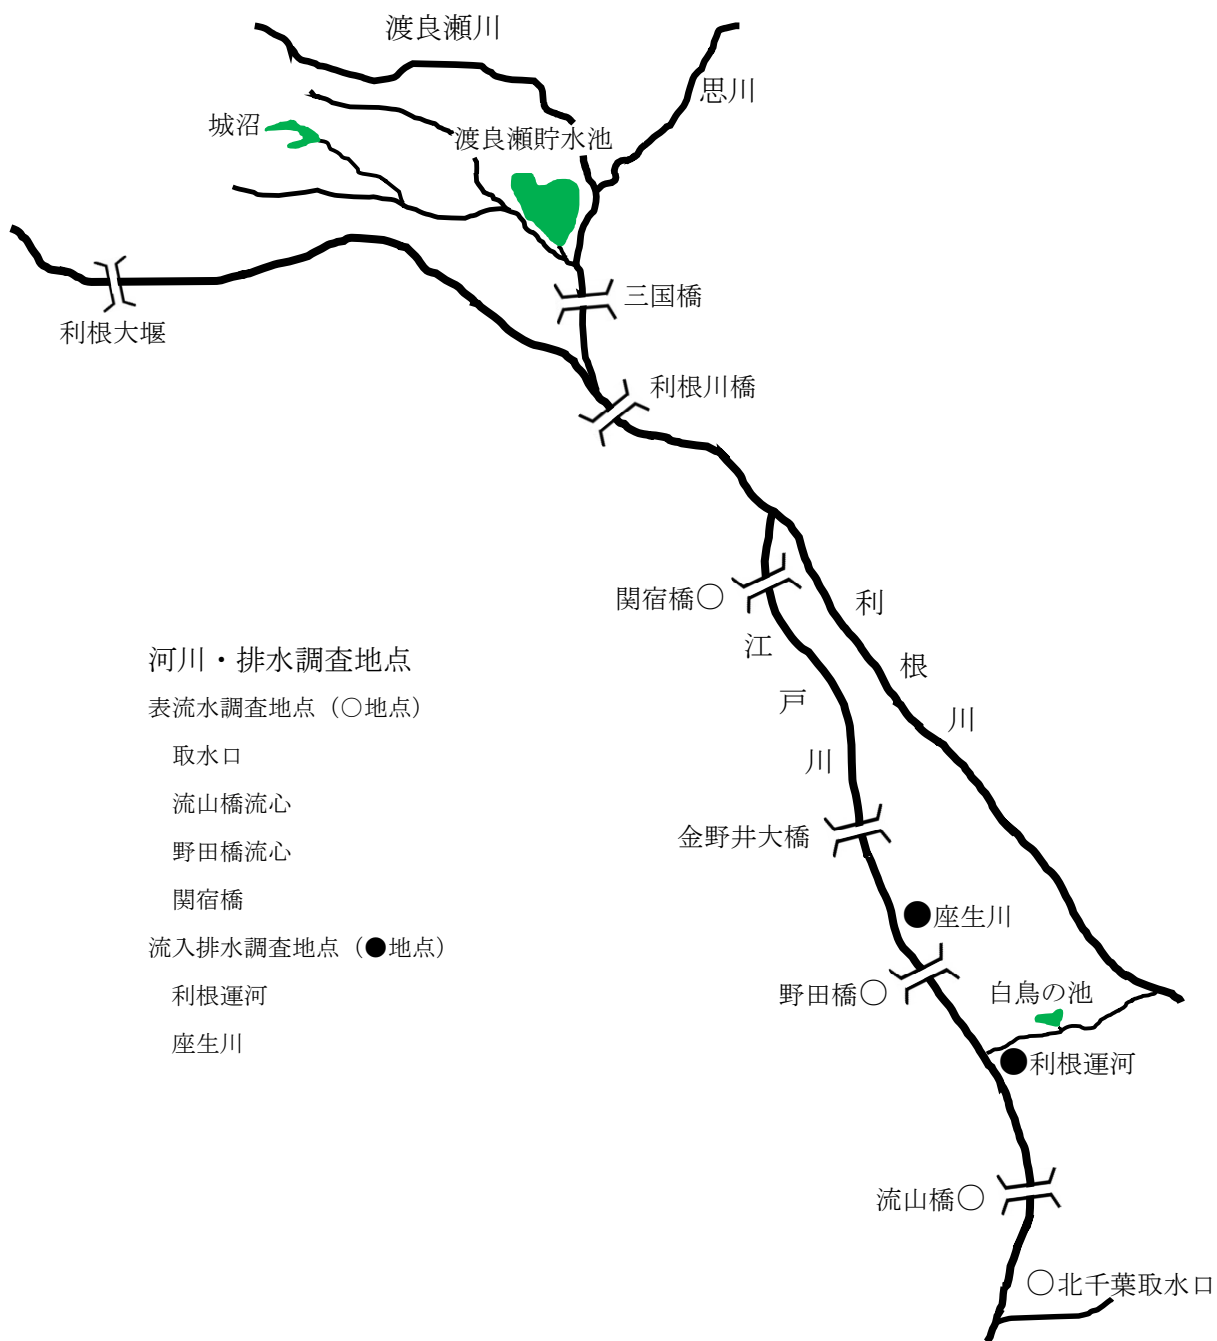 渡良瀬川
思川
城沼
渡良瀬貯水池
三国橋
利根大堰
利根川橋
関宿橋○
利根川
江戸川
河川・排水調査地点
表流水調査地点（○地点）
取水口
流山橋流心
野田橋流心
関宿橋
流入排水調査地点（●地点）
利根運河
座生川
金野井大橋
●座生川
野田橋○
白鳥の池
●利根運河
流山橋○
○北千葉取水口